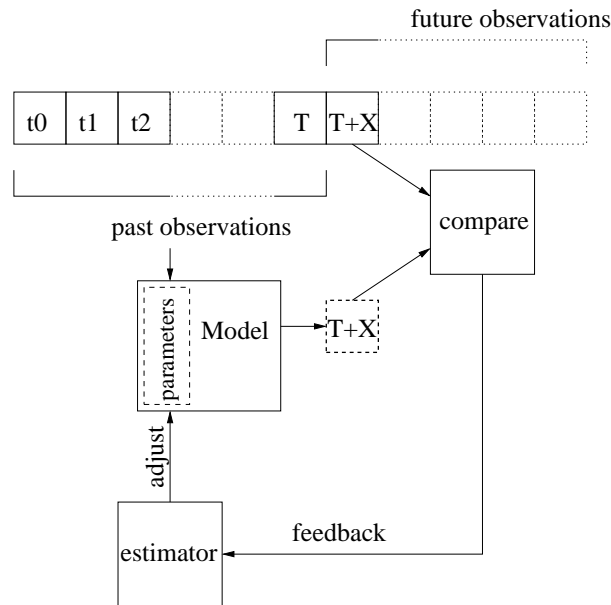 future observations
t0 t1 t2 T T+X
past observations
compare
parameters
Model
T+X
adjust
feedback
estimator